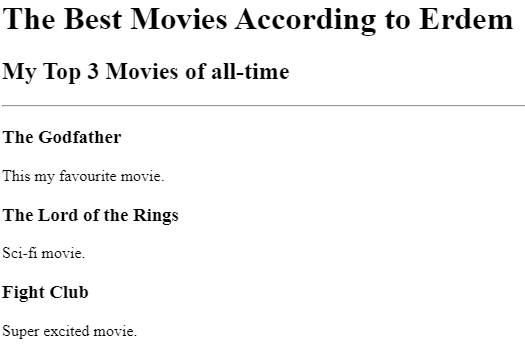 The Best Movies According to Erdem
My Top 3 Movies of all-time
The Godfather
This my favourite movie.
The Lord of the Rings
Sci-fi movie.
Fight Club
Super excited movie.